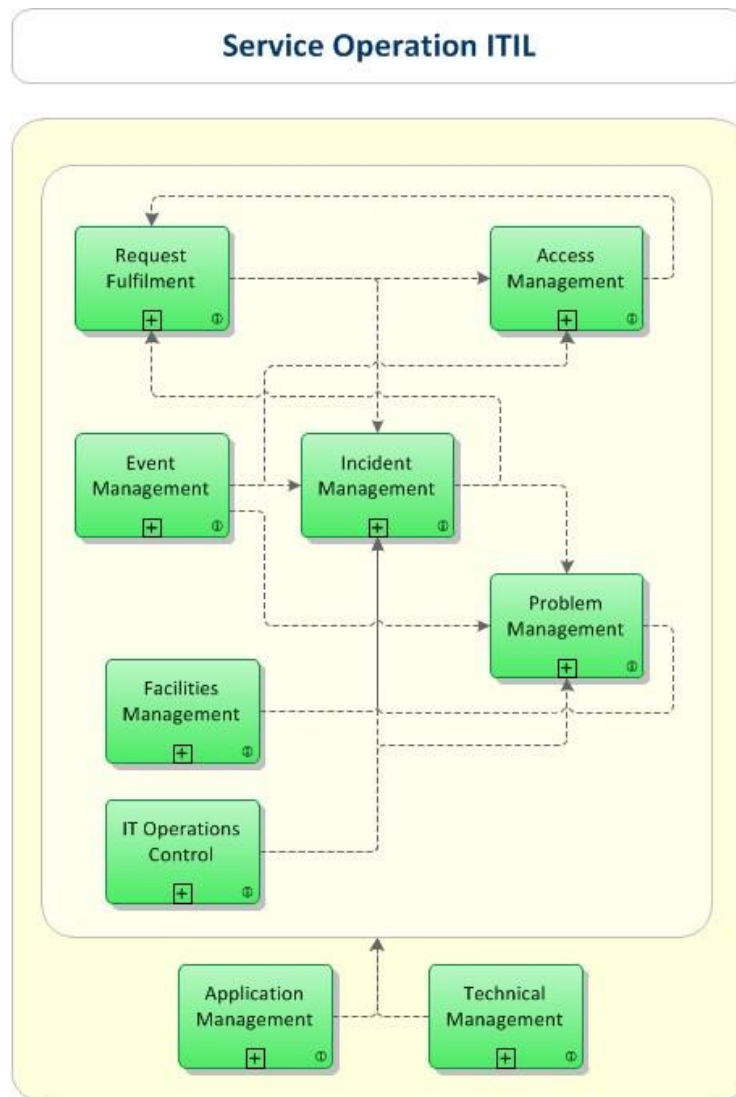 Service Operation ITIL
Request
Fulfilment
Access
Management
Event
Management
Incident
Management
Problem
Management
Facilities
Management
IT Operations
Control
Application
Management
Technical
Management